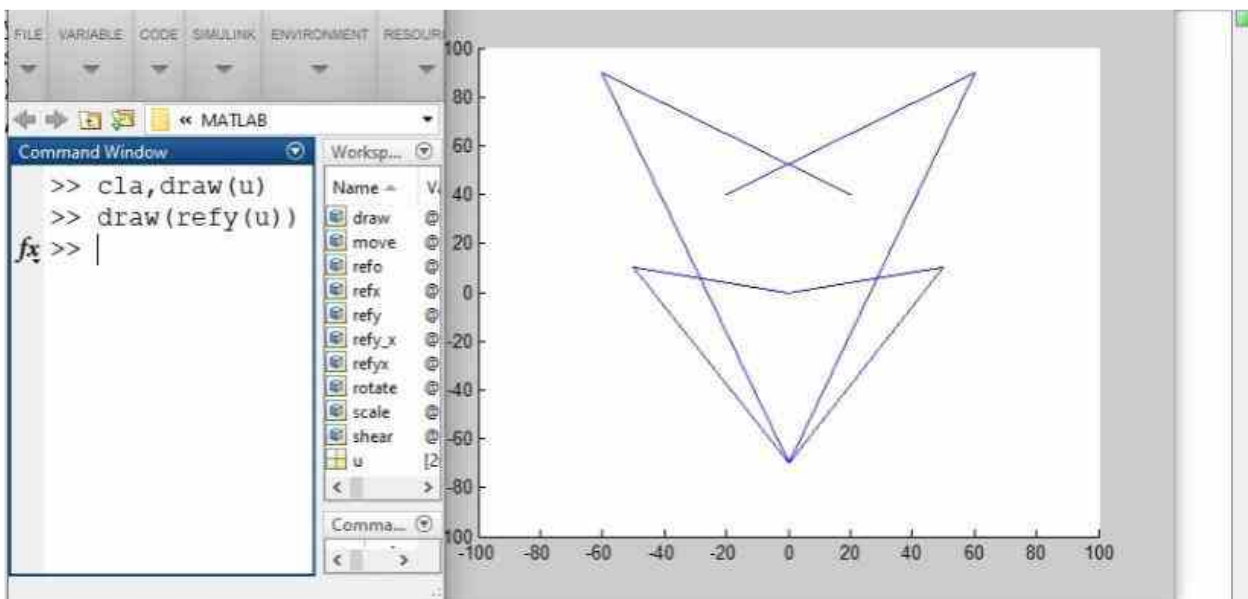 FILE VARIABLE CODE SIMULINK ENVIRONMENT RESOUR
« MATLAB
Command Window
>> cla,draw(u)
>> draw(refy(u))
fx >>
Worksp...
Name
draw @
move @
refo @
refx @
refy @
refy_x @
refyx @
rotate @
scale @
shear @
u [2
Comma...
100
80
60
40
20
0
-20
-40
-60
-80
100
-100 -80 -60 -40 -20 0 20 40 60 80 100